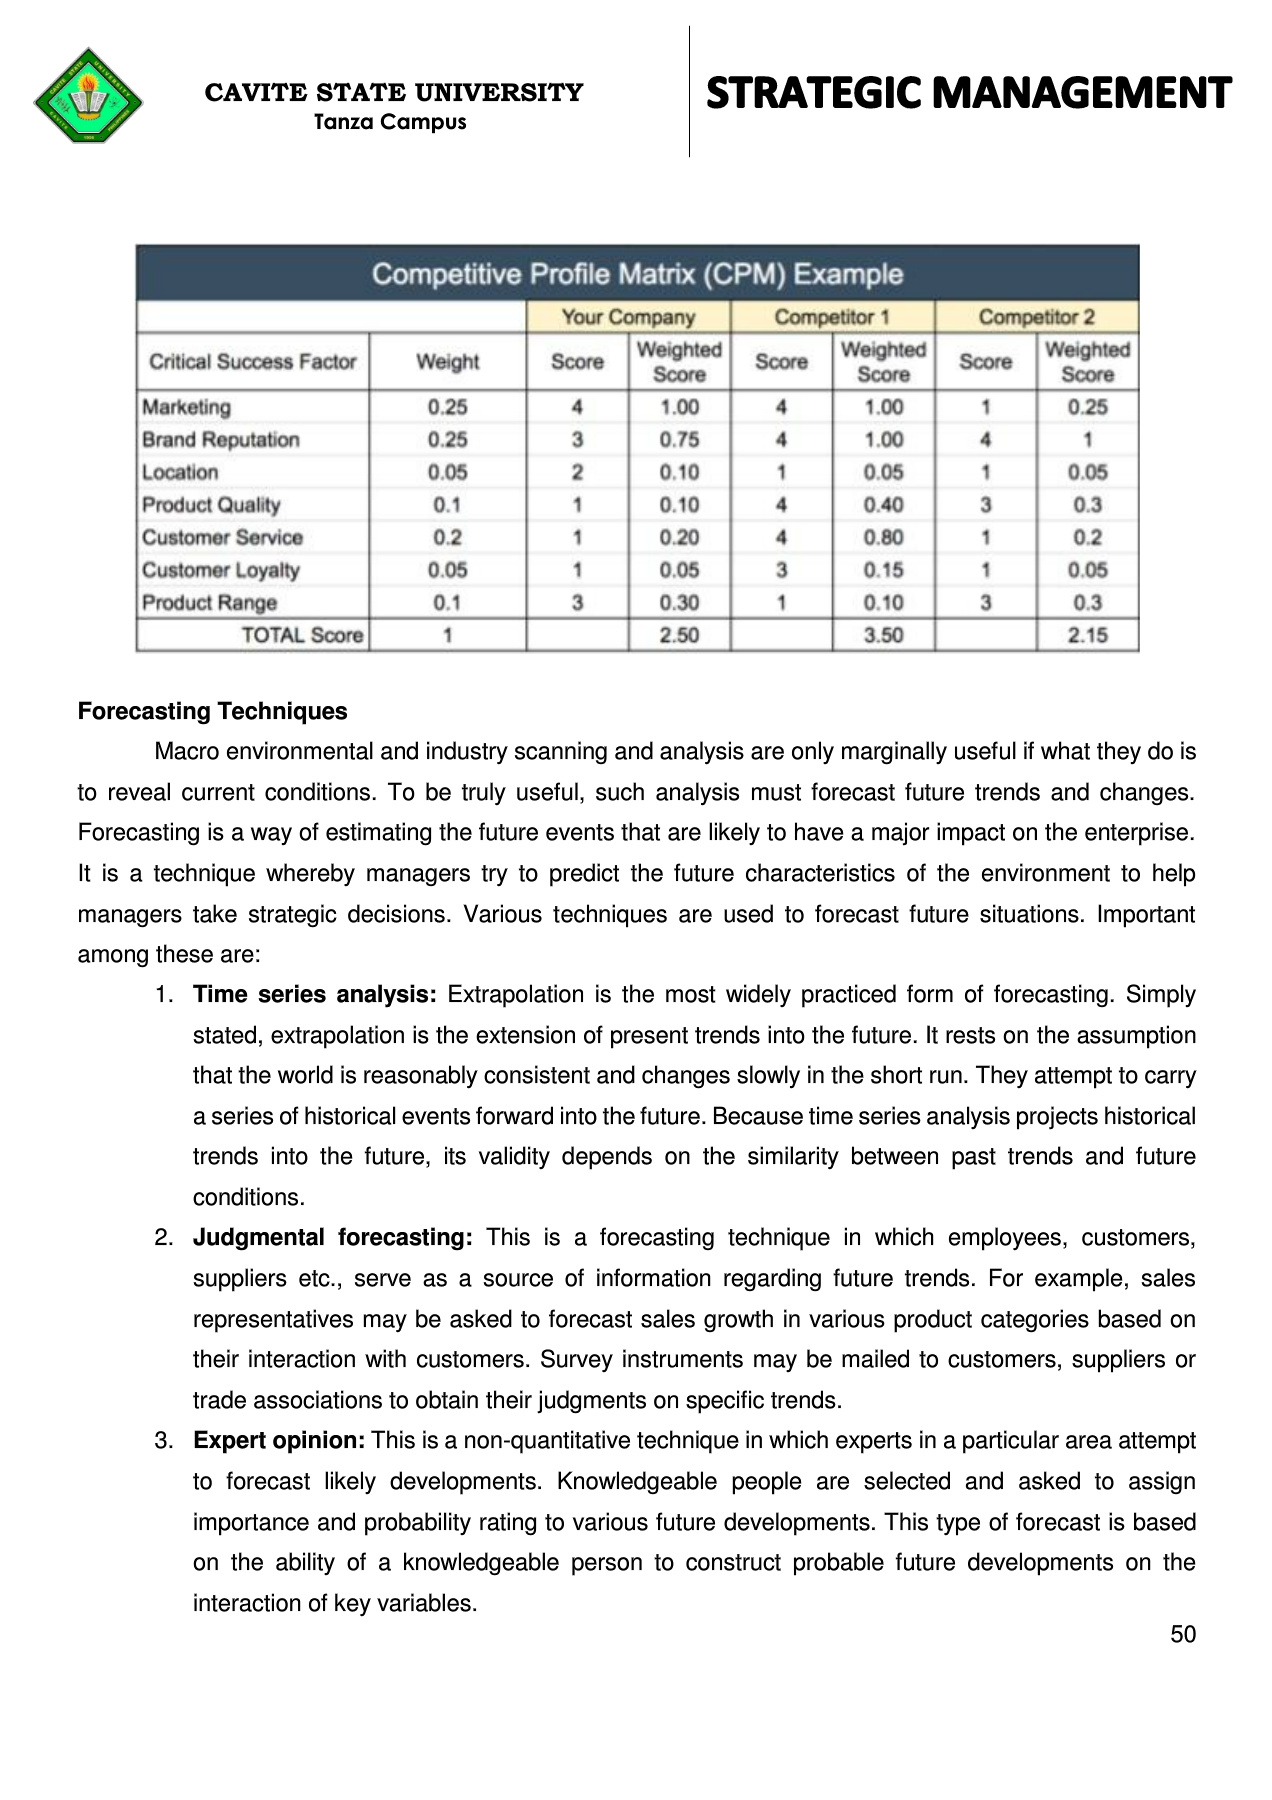 CAVITE STATE UNIVERSITY
Tanza Campus
STRATEGIC MANAGEMENT
Competitive Profile Matrix (CPM) Example
Your Company Competitor 1 Competitor 2
Critical Success Factor Weight Score Weighted Score Score Weighted Score Score Weighted Score
Marketing 0.25 4 1.00 4 1.00 1 0.25
Brand Reputation 0.25 3 0.75 4 1.00 4 1
Location 0.05 2 0.10 1 0.05 1 0.05
Product Quality 0.1 1 0.10 4 0.40 3 0.3
Customer Service 0.2 1 0.20 4 0.80 1 0.2
Customer Loyalty 0.05 1 0.05 3 0.15 1 0.05
Product Range 0.1 3 0.30 1 0.10 3 0.3
TOTAL Score 1 2.50 3.50 2.15
Forecasting Techniques
Macro environmental and industry scanning and analysis are only marginally useful if what they do is
to reveal current conditions. To be truly useful, such analysis must forecast future trends and changes.
Forecasting is a way of estimating the future events that are likely to have a major impact on the enterprise.
It is a technique whereby managers try to predict the future characteristics of the environment to help
managers take strategic decisions. Various techniques are used to forecast future situations. Important
among these are:
1. Time series analysis: Extrapolation is the most widely practiced form of forecasting. Simply
stated, extrapolation is the extension of present trends into the future. It rests on the assumption
that the world is reasonably consistent and changes slowly in the short run. They attempt to carry
a series of historical events forward into the future. Because time series analysis projects historical
trends into the future, its validity depends on the similarity between past trends and future
conditions.
2. Judgmental forecasting: This is a forecasting technique in which employees, customers,
suppliers etc., serve as a source of information regarding future trends. For example, sales
representatives may be asked to forecast sales growth in various product categories based on
their interaction with customers. Survey instruments may be mailed to customers, suppliers or
trade associations to obtain their judgments on specific trends.
3. Expert opinion: This is a non-quantitative technique in which experts in a particular area attempt
to forecast likely developments. Knowledgeable people are selected and asked to assign
importance and probability rating to various future developments. This type of forecast is based
on the ability of a knowledgeable person to construct probable future developments on the
interaction of key variables.
50